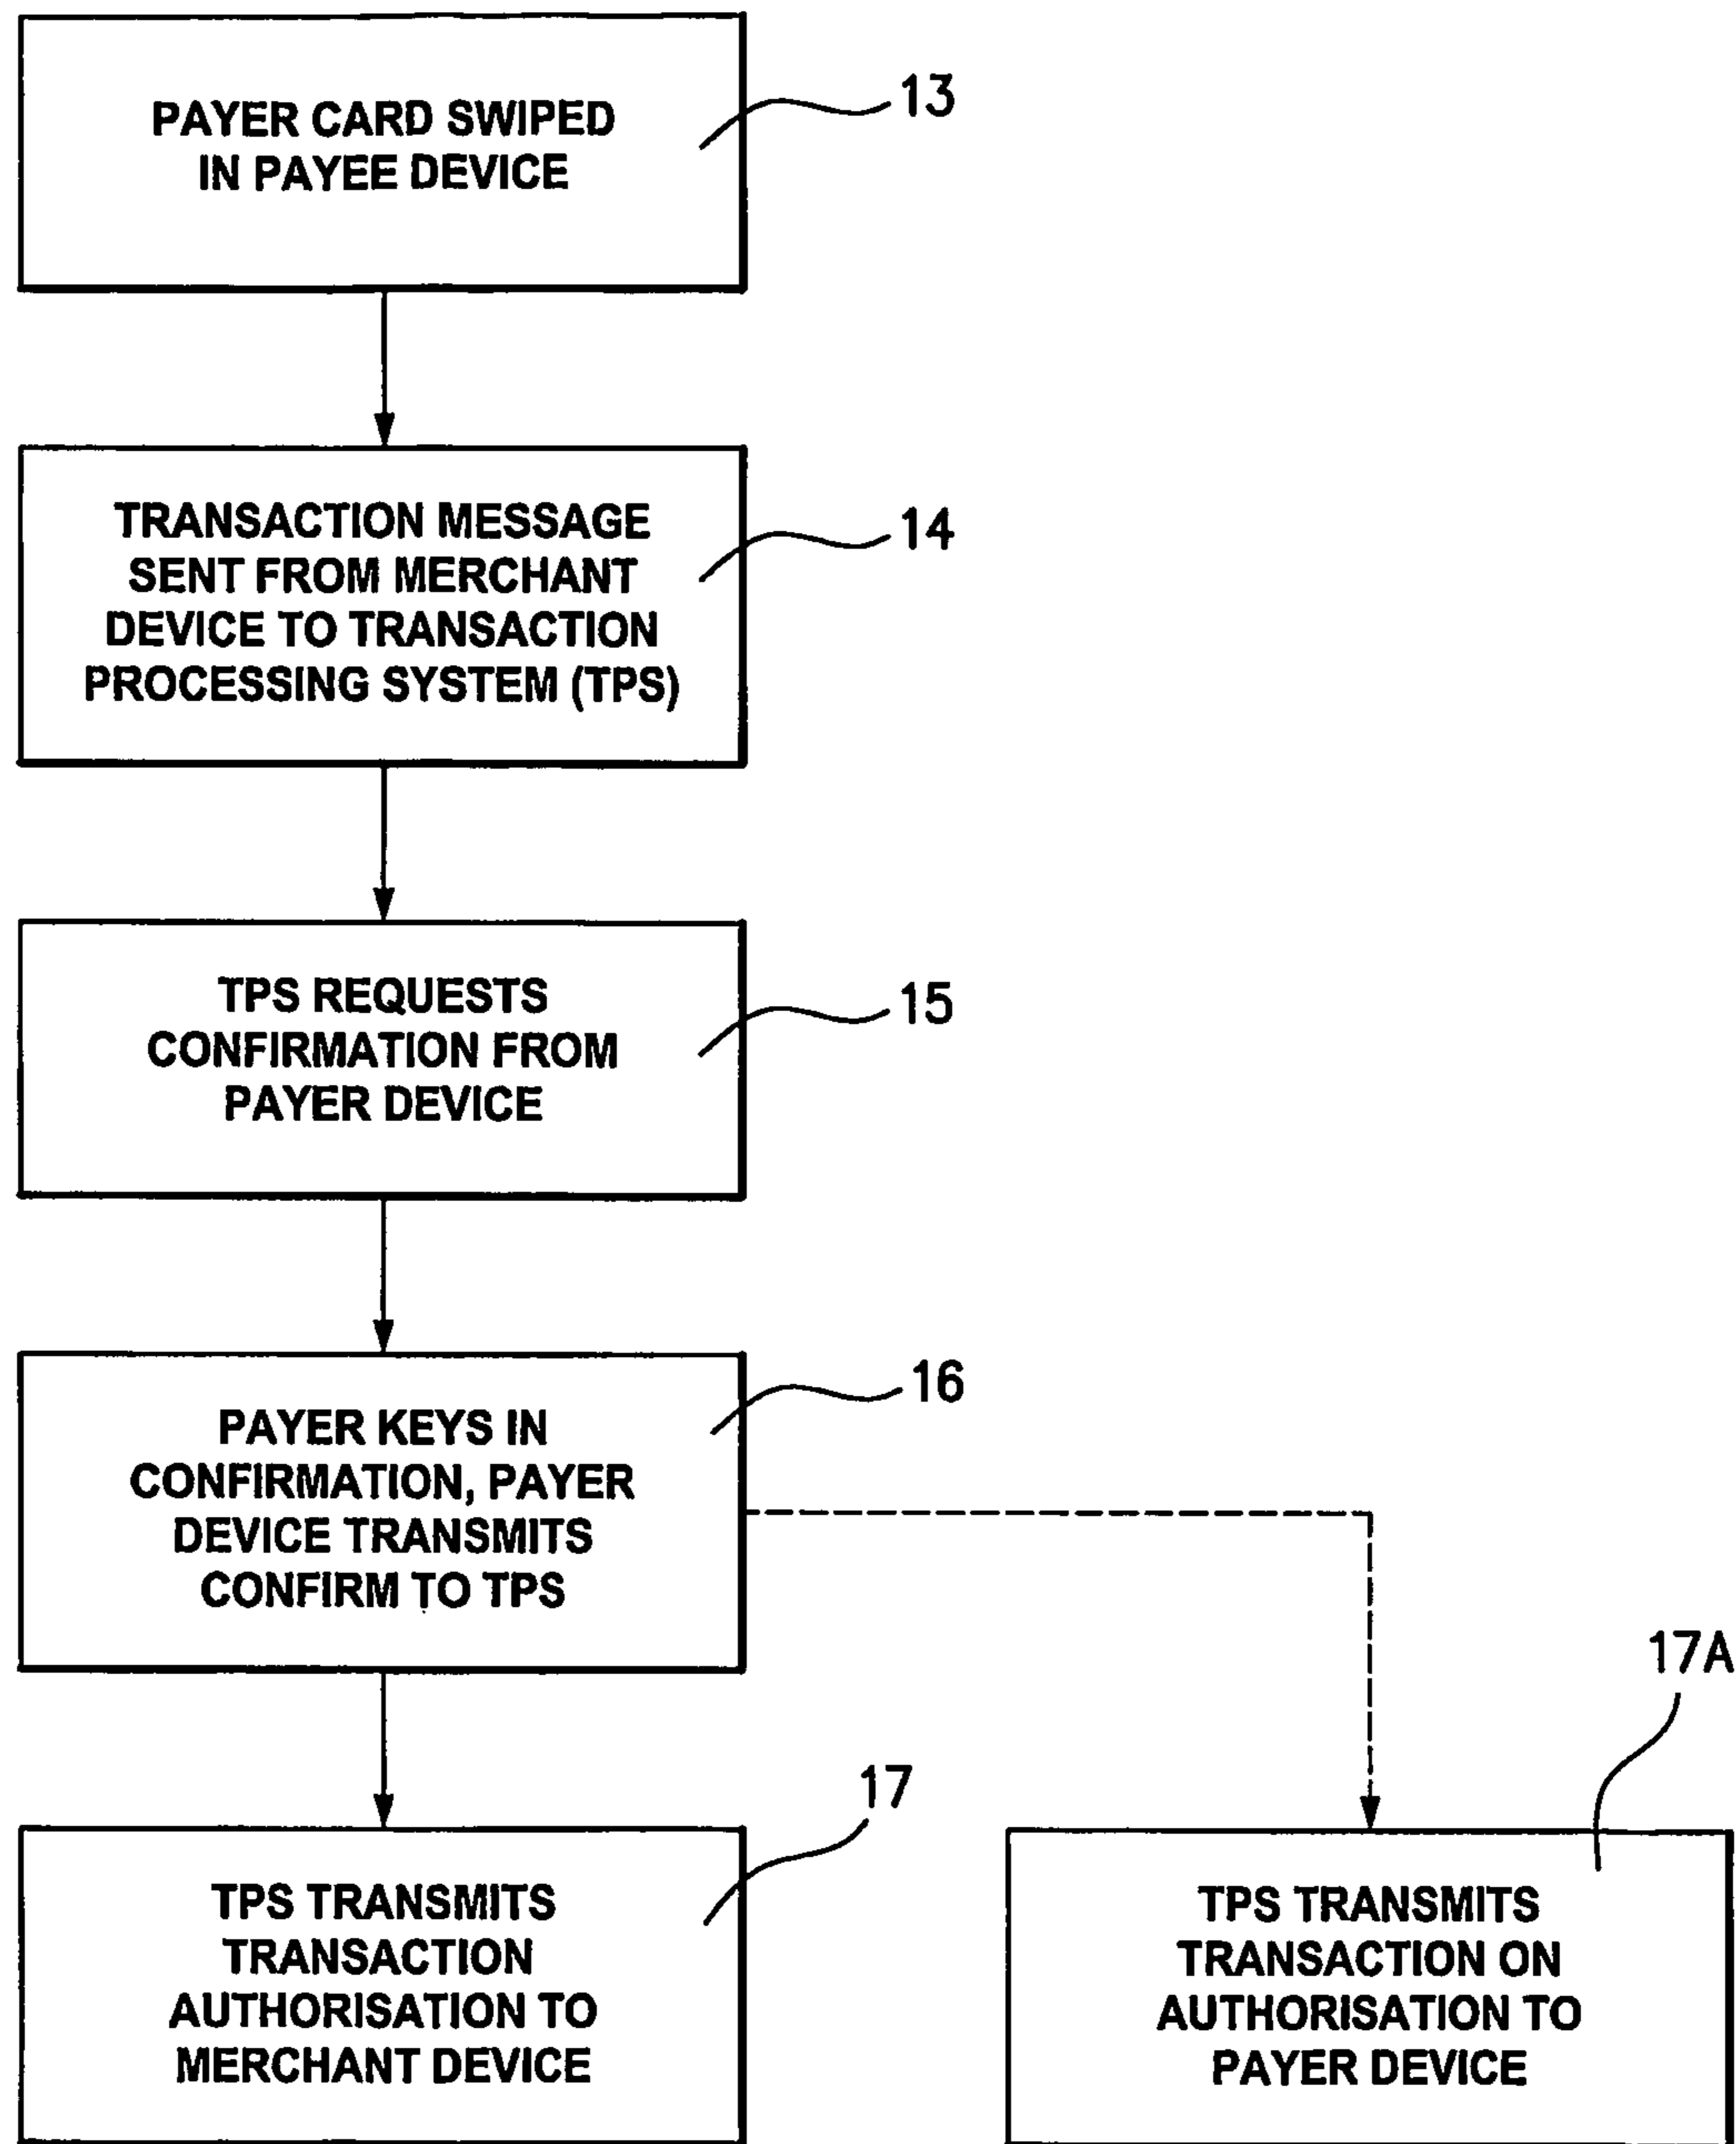 PAYER CARD SWIPED
IN PAYEE DEVICE
13
TRANSACTION MESSAGE
SENT FROM MERCHANT
DEVICE TO TRANSACTION
PROCESSING SYSTEM (TPS)
14
TPS REQUESTS
CONFIRMATION FROM
PAYER DEVICE
15
PAYER KEYS IN
CONFIRMATION, PAYER
DEVICE TRANSMITS
CONFIRM TO TPS
16
TPS TRANSMITS
TRANSACTION
AUTHORISATION TO
MERCHANT DEVICE
17
TPS TRANSMITS
TRANSACTION ON
AUTHORISATION TO
PAYER DEVICE
17A